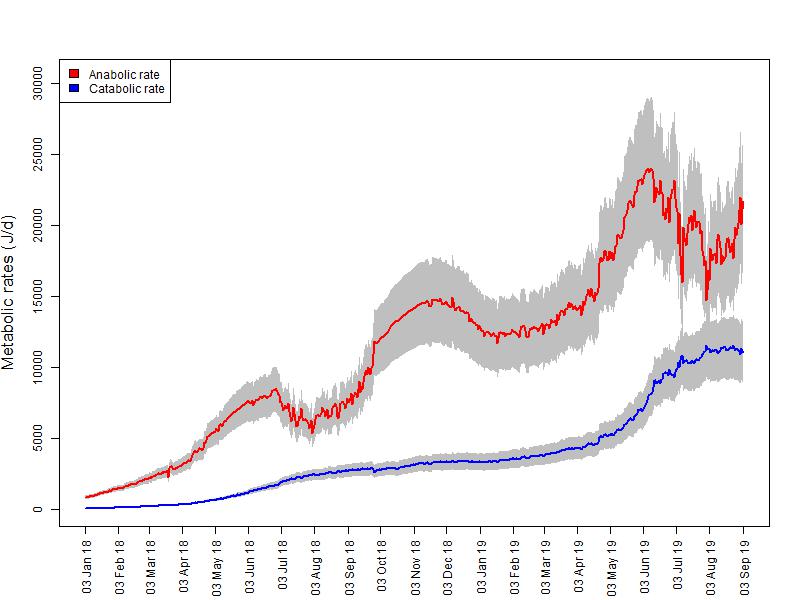 Anabolic rate
Catabolic rate
Metabolic rates (J/d)
30000
25000
20000
15000
10000
5000
0
03 Jan 18
03 Feb 18
03 Mar 18
03 Apr 18
03 May 18
03 Jun 18
03 Jul 18
03 Aug 18
03 Sep 18
03 Oct 18
03 Nov 18
03 Dec 18
03 Jan 19
03 Feb 19
03 Mar 19
03 Apr 19
03 May 19
03 Jun 19
03 Jul 19
03 Aug 19
03 Sep 19